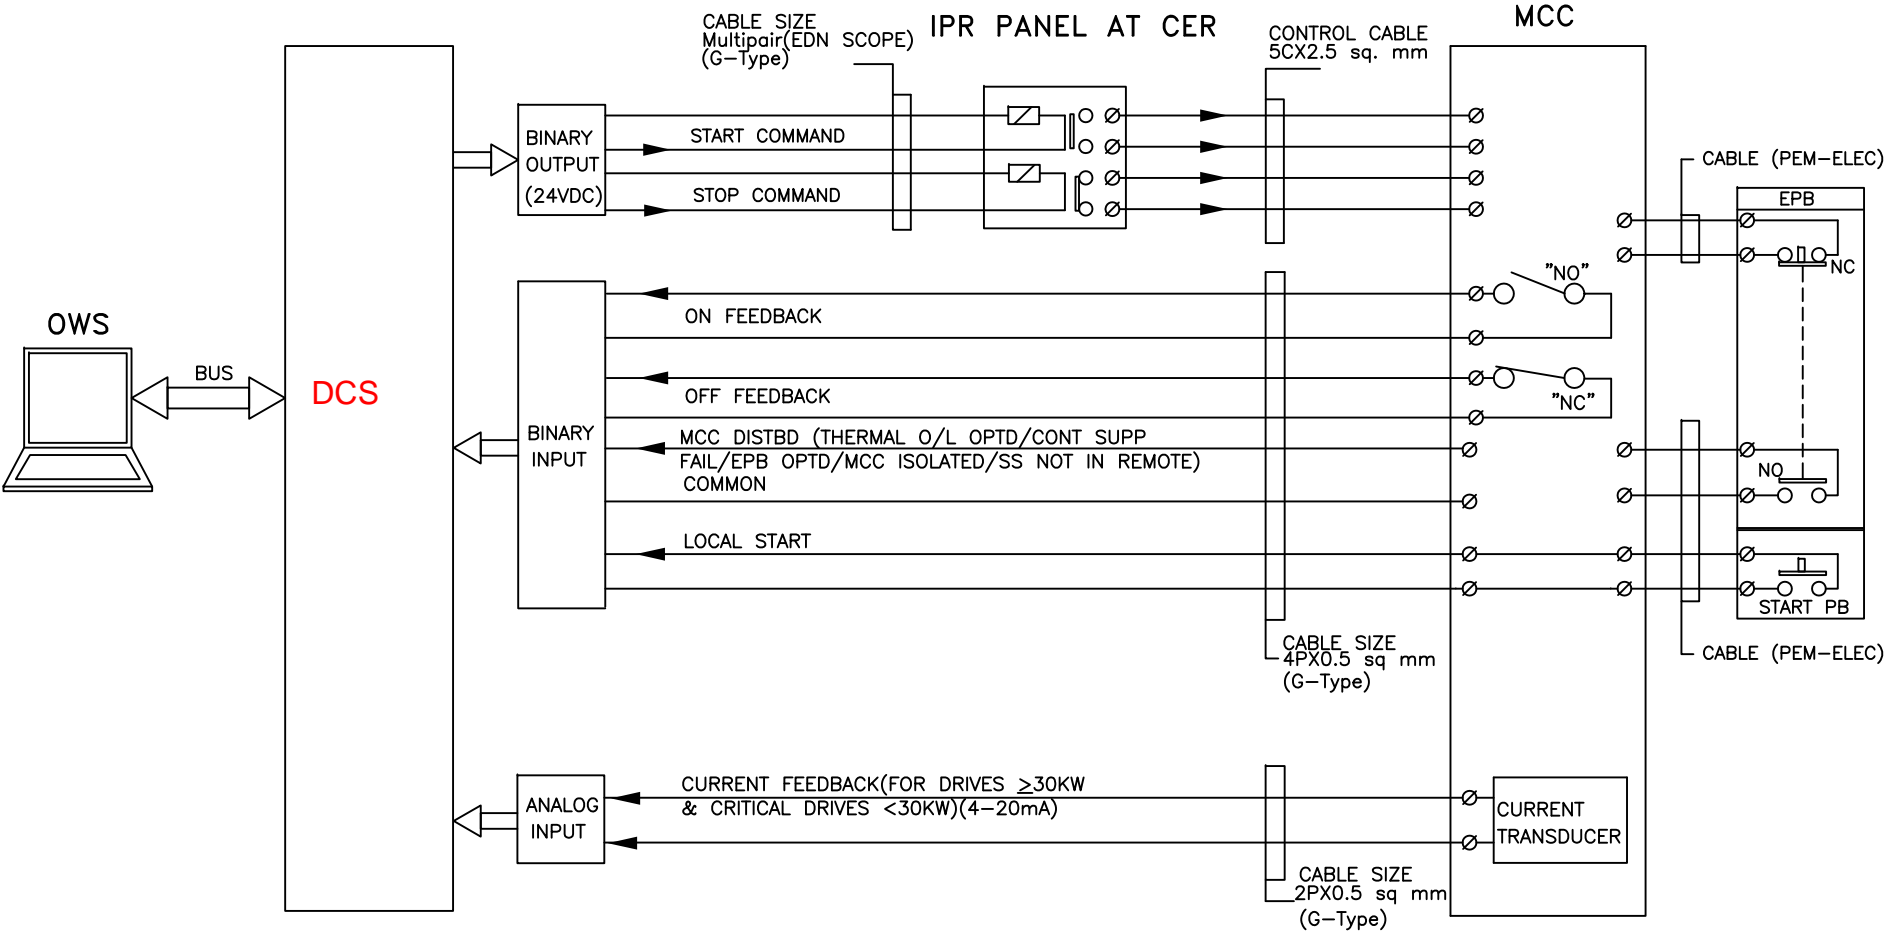 CABLE SIZE
Multipair(EDN SCOPE)
(G-Type)
IPR PANEL AT CER
CONTROL CABLE
5CX2.5 sq. mm
MCC
BINARY
OUTPUT
(24VDC)
START COMMAND
STOP COMMAND
CABLE (PEM-ELEC)
EPB
NC
"NO"
ON FEEDBACK
OWS
BUS
DCS
OFF FEEDBACK
"NC"
BINARY
INPUT
MCC DISTBD (THERMAL O/L OPTD/CONT SUPP
FAIL/EPB OPTD/MCC ISOLATED/SS NOT IN REMOTE)
COMMON
NO
LOCAL START
START PB
CABLE SIZE
4PX0.5 sq mm
(G-Type)
CABLE (PEM-ELEC)
ANALOG
INPUT
CURRENT FEEDBACK(FOR DRIVES ≥30KW
& CRITICAL DRIVES <30KW)(4-20mA)
CURRENT
TRANSDUCER
CABLE SIZE
2PX0.5 sq mm
(G-Type)